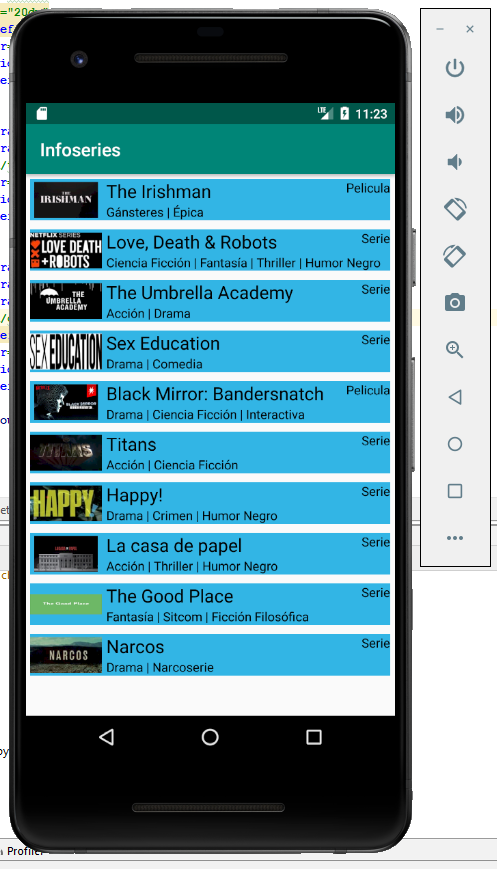 ="20dp"
LTE 11:23
Infoseries
THE IRISHMAN
The Irishman
Pelicula
Gánsteres | Épica
NETFLIX SERIES
LOVE DEATH
+ROBOTS
Love, Death & Robots
Serie
Ciencia Ficción | Fantasía | Thriller | Humor Negro
THE
UMBRELLA
ACADEMY
The Umbrella Academy
Serie
Acción | Drama
SEX EDUCATION
Sex Education
Serie
Drama | Comedia
BLACK MIRROR:
BANDERSNATCH
Black Mirror: Bandersnatch
Pelicula
Drama | Ciencia Ficción | Interactiva
TITANS
Titans
Serie
Acción | Ciencia Ficción
HAPPY!
Happy!
Serie
Drama | Crimen | Humor Negro
La casa de papel
Serie
Acción | Thriller | Humor Negro
The Good Place
The Good Place
Serie
Fantasía | Sitcom | Ficción Filosófica
NARCOS
Narcos
Serie
Drama | Narcoserie
Profiler